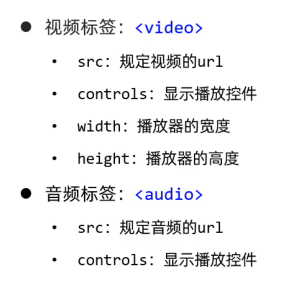 ● 视频标签：<video>
• src：规定视频的url
• controls：显示播放控件
• width：播放器的宽度
• height：播放器的高度
● 音频标签：<audio>
• src：规定音频的url
• controls：显示播放控件